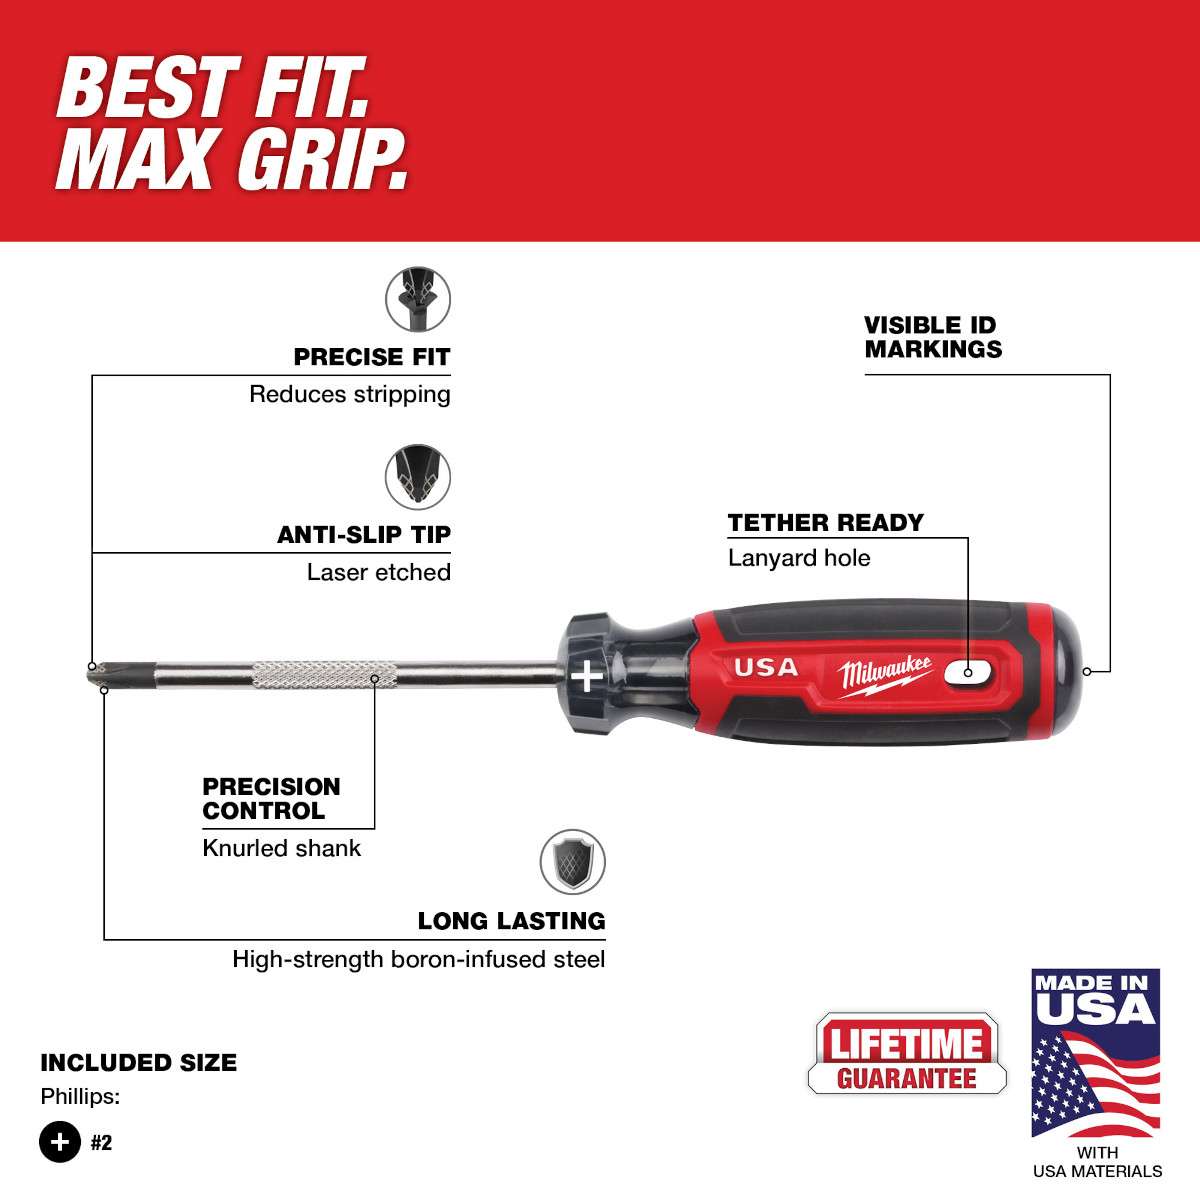 BEST FIT.
MAX GRIP.
PRECISE FIT
Reduces stripping
VISIBLE ID
MARKINGS
ANTI-SLIP TIP
Laser etched
TETHER READY
Lanyard hole
USA
Milwaukee
PRECISION
CONTROL
Knurled shank
LONG LASTING
High-strength boron-infused steel
INCLUDED SIZE
Phillips:
#2
LIFETIME
GUARANTEE
MADE IN
USA
WITH
USA MATERIALS